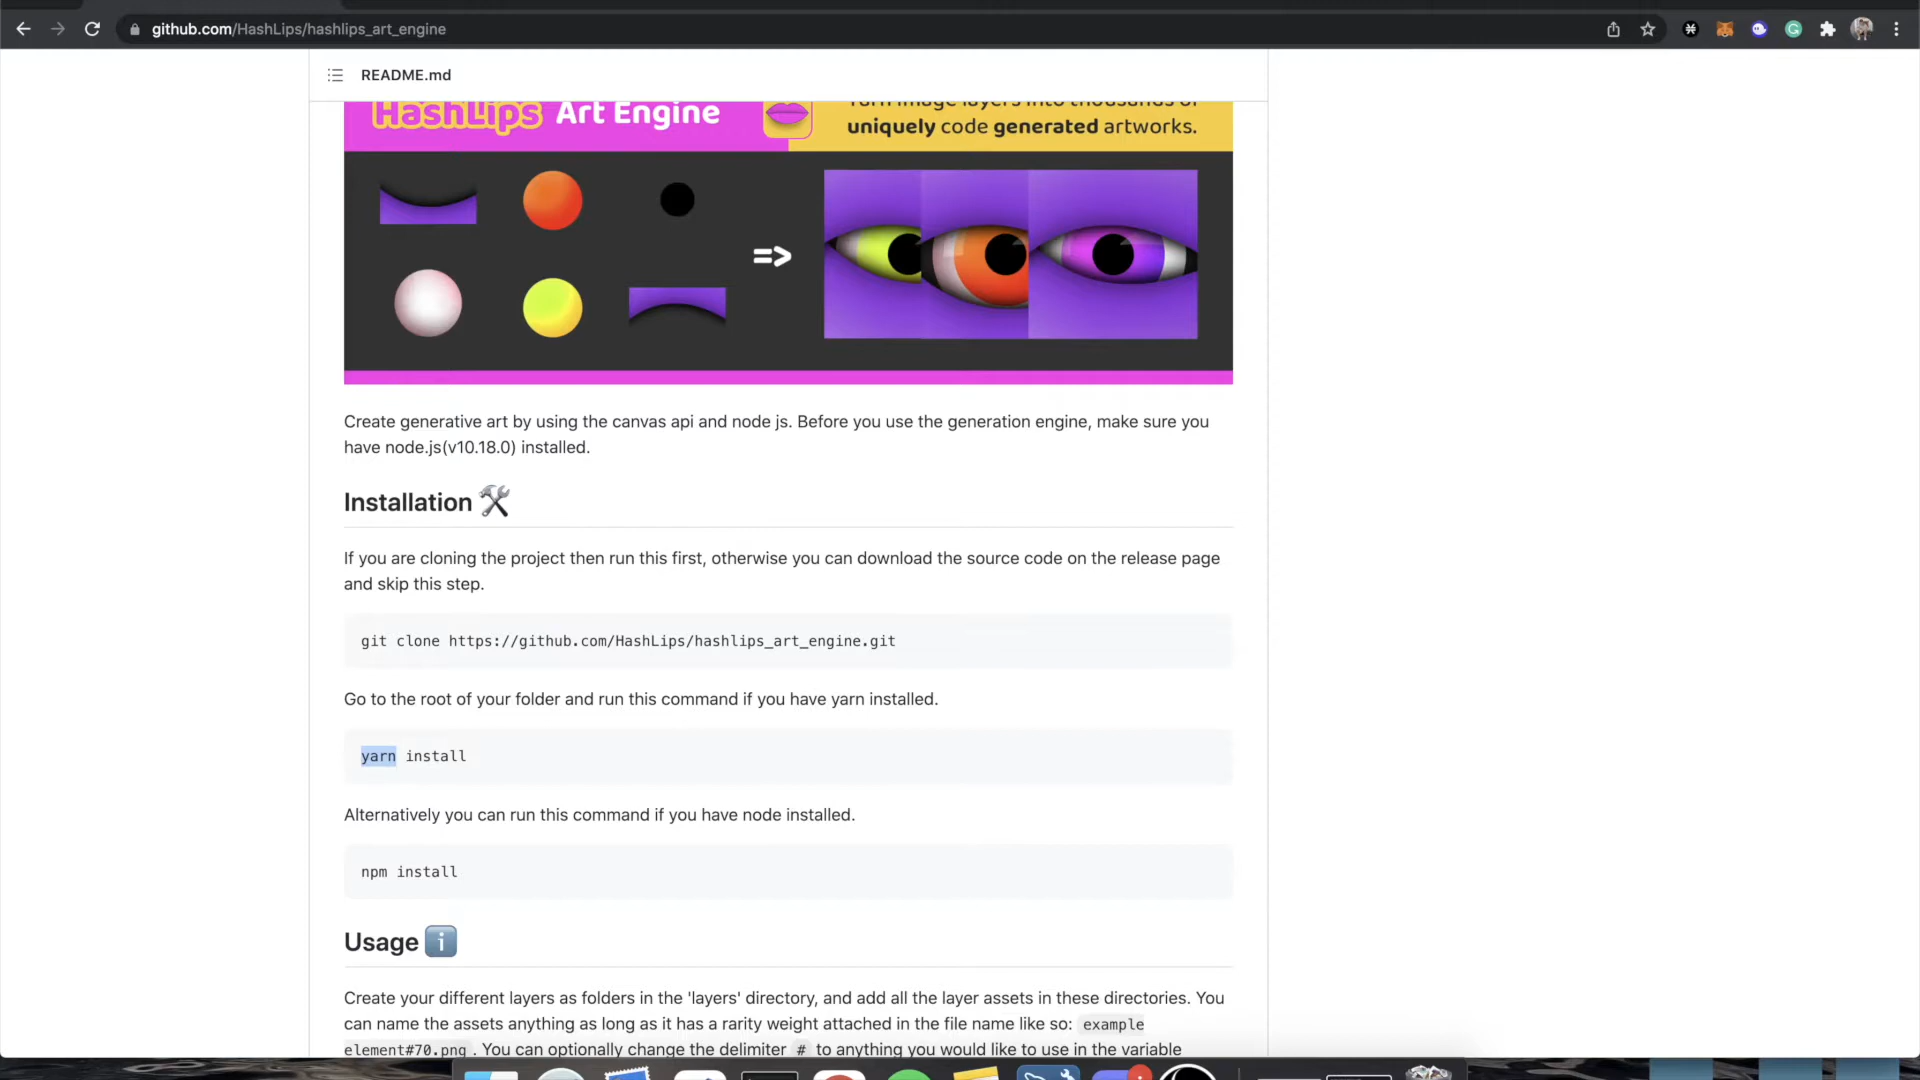 github.com/HashLips/hashlips_art_engine
README.md
HashLips Art Engine
Turn image layers into thousands of
uniquely code generated artworks.
=>
Create generative art by using the canvas api and node js. Before you use the generation engine, make sure you
have node.js(v10.18.0) installed.
Installation 🛠
If you are cloning the project then run this first, otherwise you can download the source code on the release page
and skip this step.
git clone https://github.com/HashLips/hashlips_art_engine.git
Go to the root of your folder and run this command if you have yarn installed.
yarn install
Alternatively you can run this command if you have node installed.
npm install
Usage ℹ️
Create your different layers as folders in the 'layers' directory, and add all the layer assets in these directories. You
can name the assets anything as long as it has a rarity weight attached in the file name like so: example
element#70.png . You can optionally change the delimiter # to anything you would like to use in the variable